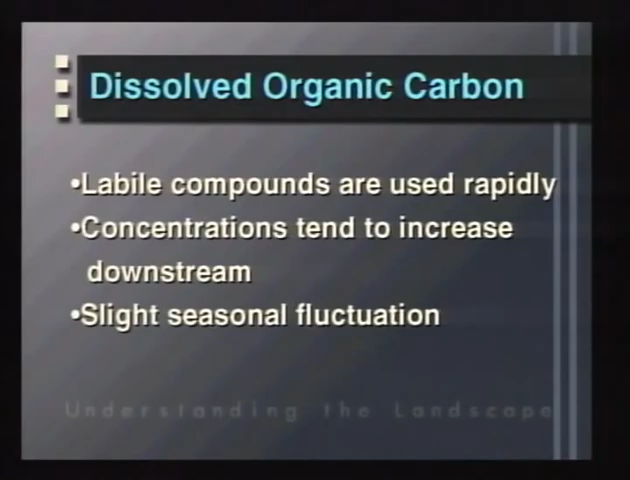 Dissolved Organic Carbon
•Labile compounds are used rapidly
•Concentrations tend to increase
downstream
•Slight seasonal fluctuation
Understanding the Landscape